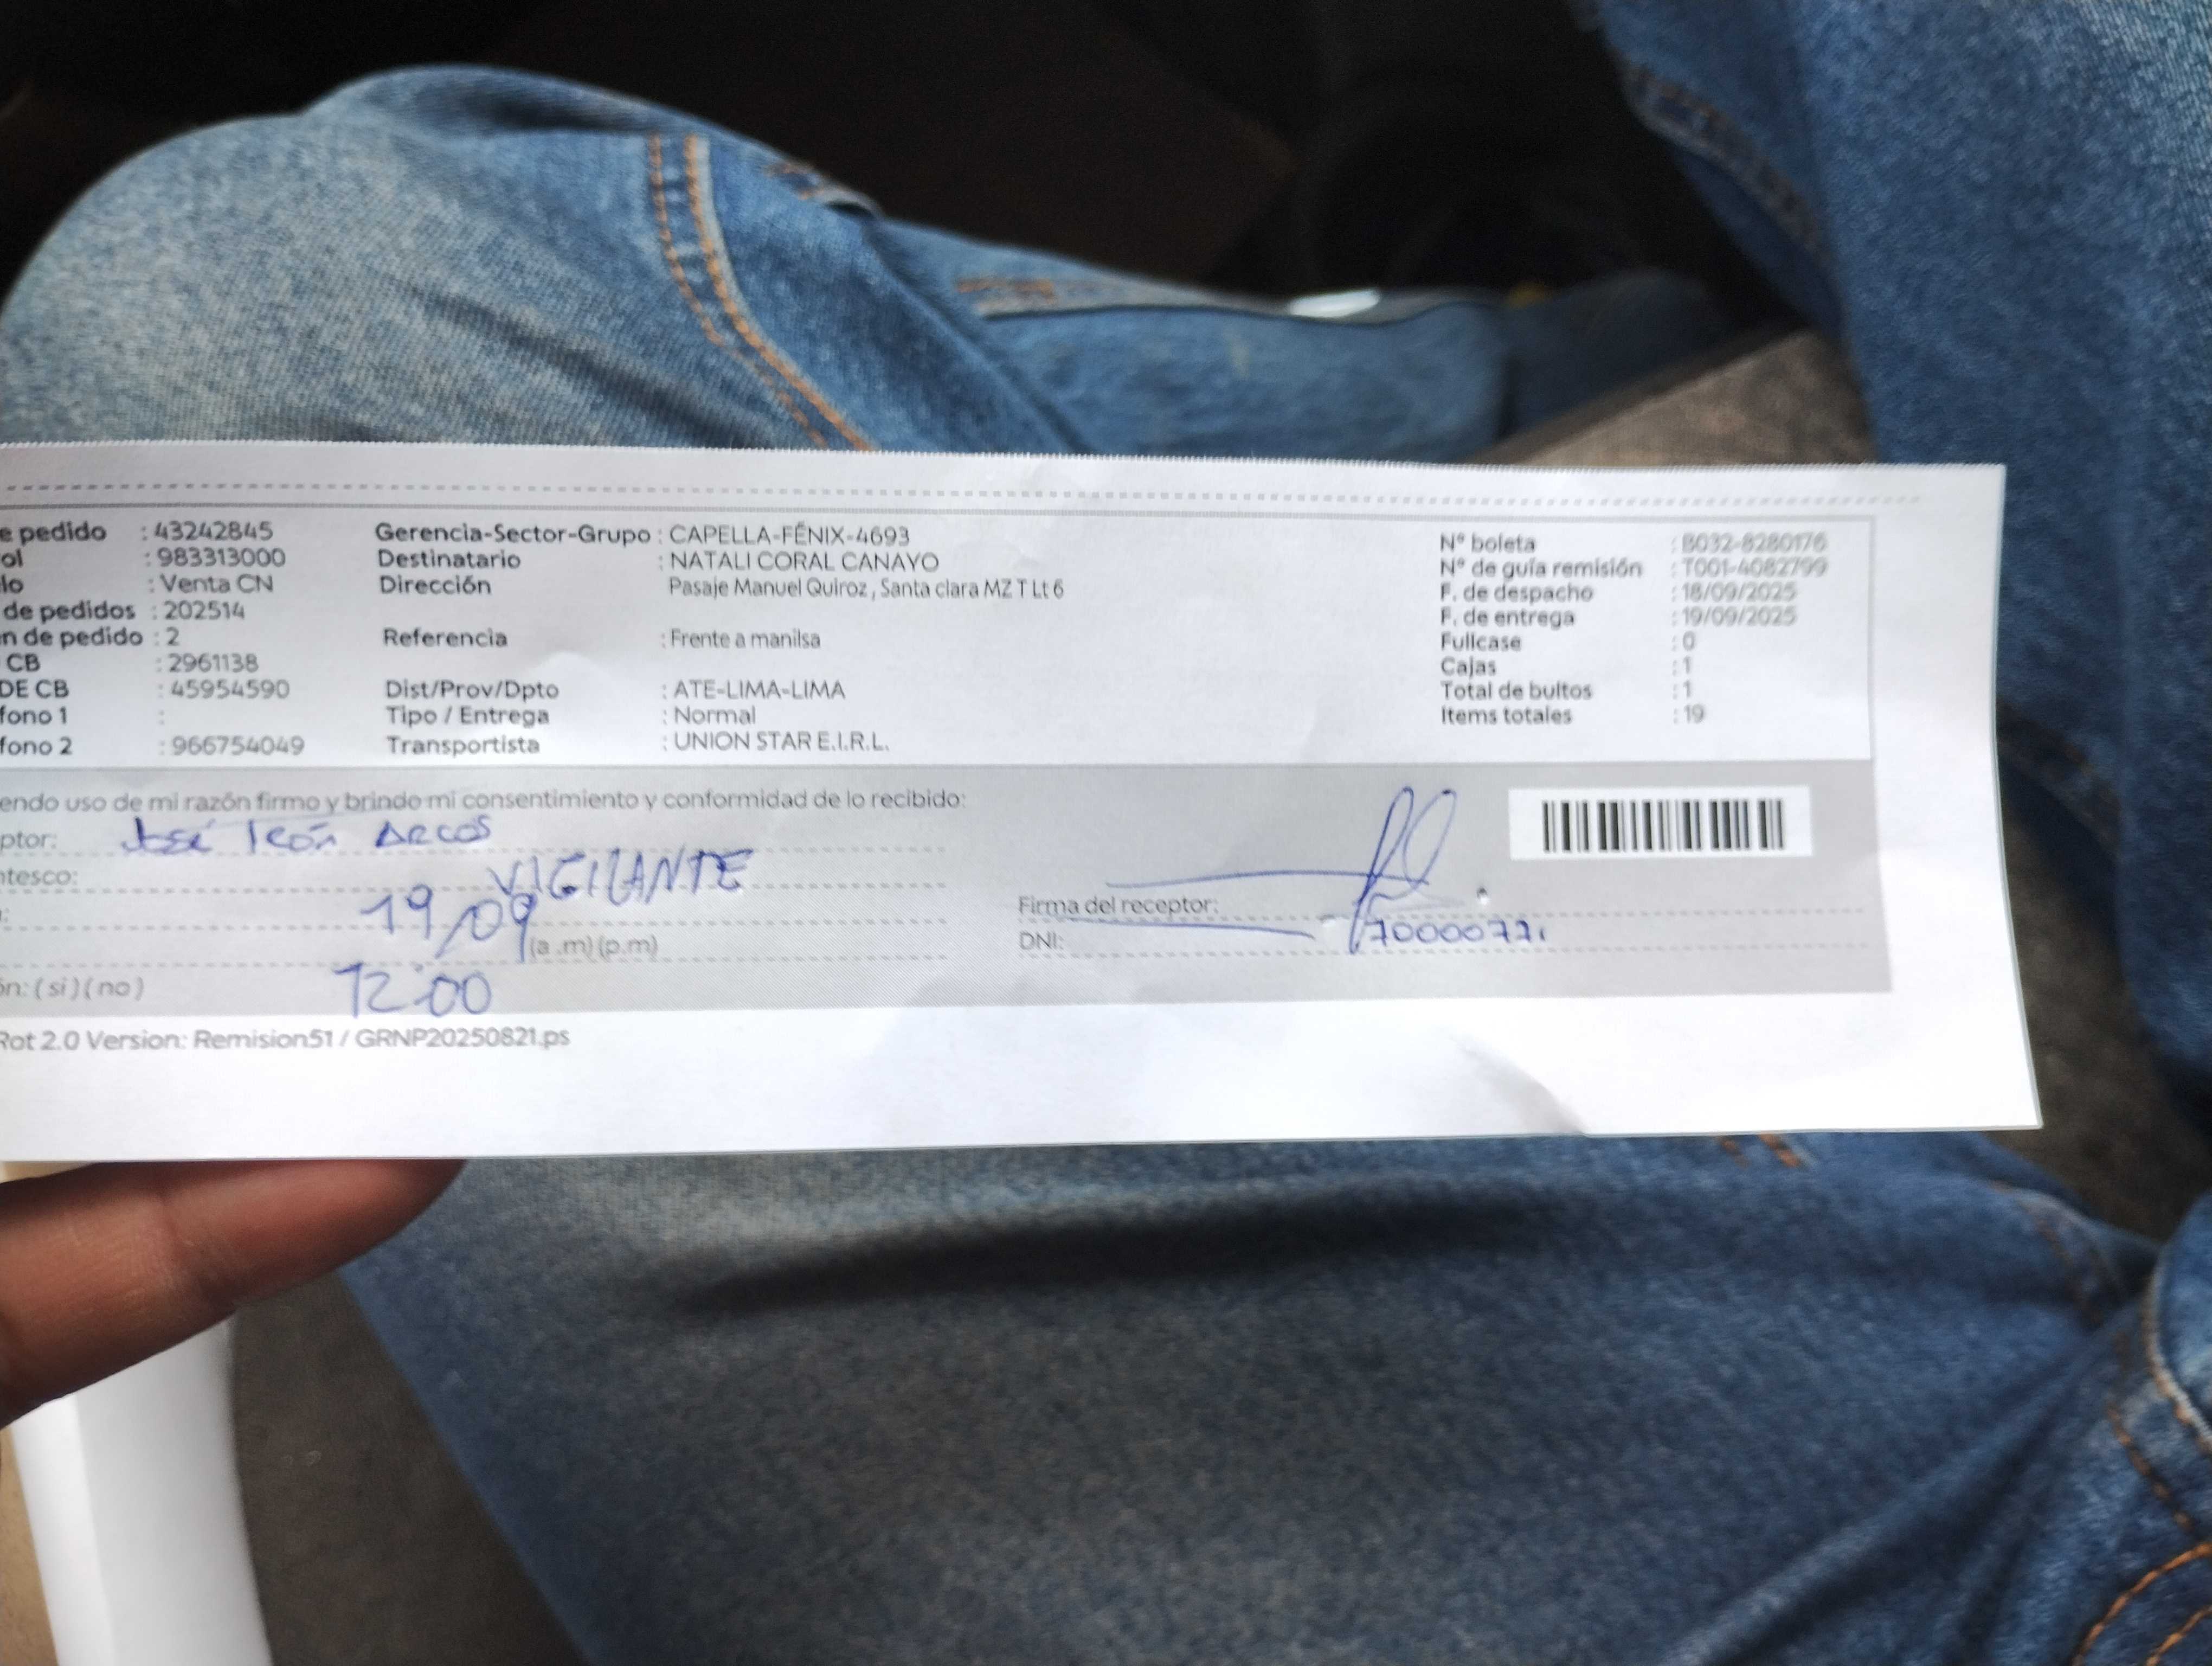 e pedido : 43242845 Gerencia-Sector-Grupo : CAPELLA-FÉNIX-4693 Nº boleta : B032-8280176
ol : 983313000 Destinatario : NATALI CORAL CANAYO Nº de guía remisión : T001-4082799
lo : Venta CN Dirección Pasaje Manuel Quiroz, Santa clara MZ T Lt 6 F. de despacho : 18/09/2025
de pedidos : 202514 F. de entrega : 19/09/2025
n de pedido : 2 Referencia : Frente a manilsa Fullcase : 0
CB : 2961138 Cajas : 1
DE CB : 45954590 Dist/Prov/Dpto : ATE-LIMA-LIMA Total de bultos : 1
fono 1 : Tipo / Entrega : Normal Items totales : 19
fono 2 : 966754049 Transportista : UNION STAR E.I.R.L.
endo uso de mi razón firmo y brindo mi consentimiento y conformidad de lo recibido:
ptor: José Arcos
ntesco: VIGILANTE
19/09 Firma del receptor:
(a .m) (p.m) DNI:
ón: ( si ) ( no ) 12:00
Rot 2.0 Version: Remision51 / GRNP20250821.ps